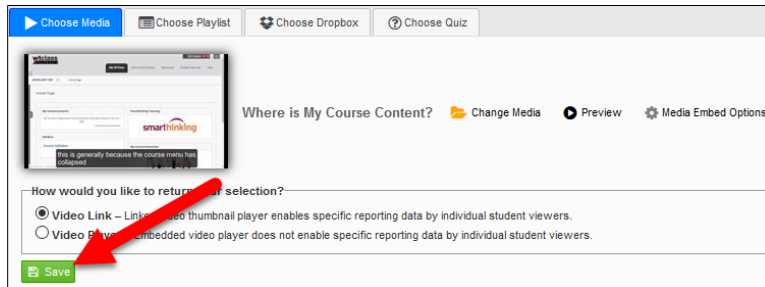 Choose Media Choose Playlist Choose Dropbox Choose Quiz
wtclass
smarthinking
this is generally because the course menu has
collapsed
Where is My Course Content? Change Media Preview Media Embed Options
How would you like to return selection?
Video Link – video thumbnail player enables specific reporting data by individual student viewers.
Video Embedded video player does not enable specific reporting data by individual student viewers.
Save